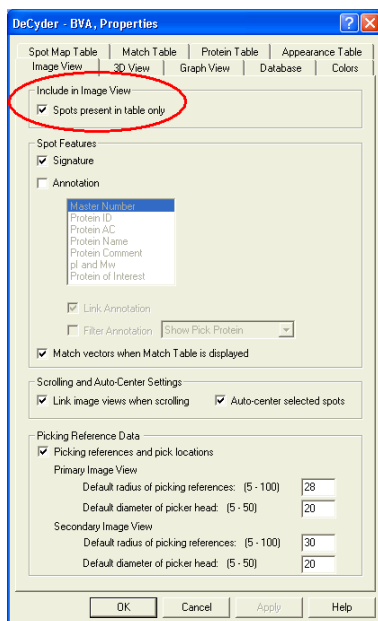 DeCyder - BVA, Properties
Spot Map Table Match Table Protein Table Appearance Table
Image View 3D View Graph View Database Colors
Include in Image View
Spots present in table only
Spot Features
Signature
Annotation
Master Number
Protein ID
Protein AC
Protein Name
Protein Comment
pI and Mw
Protein of Interest
Link Annotation
Filter Annotation Show Pick Protein
Match vectors when Match Table is displayed
Scrolling and Auto-Center Settings
Link image views when scrolling Auto-center selected spots
Picking Reference Data
Picking references and pick locations
Primary Image View
Default radius of picking references: (5 - 100) 28
Default diameter of picker head: (5 - 50) 20
Secondary Image View
Default radius of picking references: (5 - 100) 30
Default diameter of picker head: (5 - 50) 20
OK Cancel Apply Help